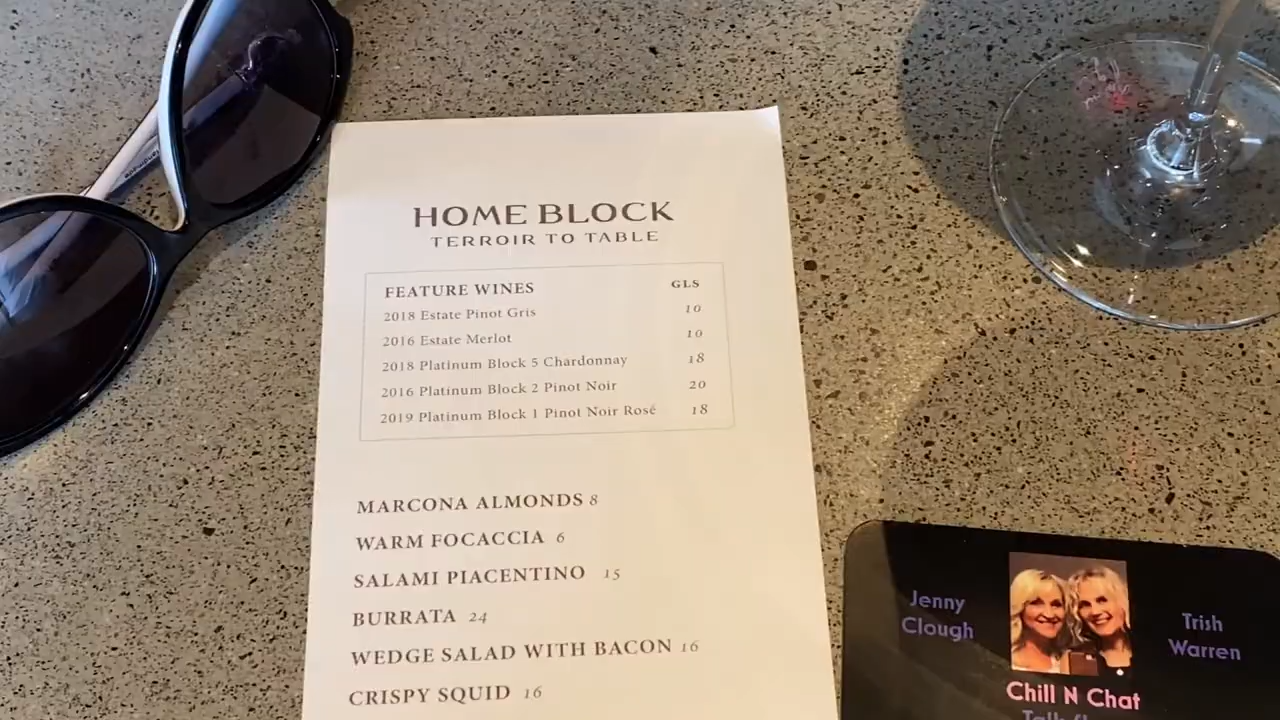 HOME BLOCK
TERROIR TO TABLE
FEATURE WINES GLS
2018 Estate Pinot Gris 10
2016 Estate Merlot 10
2018 Platinum Block 5 Chardonnay 18
2016 Platinum Block 2 Pinot Noir 20
2019 Platinum Block 1 Pinot Noir Rosé 18
MARCONA ALMONDS 8
WARM FOCACCIA 6
SALAMI PIACENTINO 15
BURRATA 24
WEDGE SALAD WITH BACON 16
CRISPY SQUID 16
Jenny
Clough
Trish
Warren
Chill N Chat